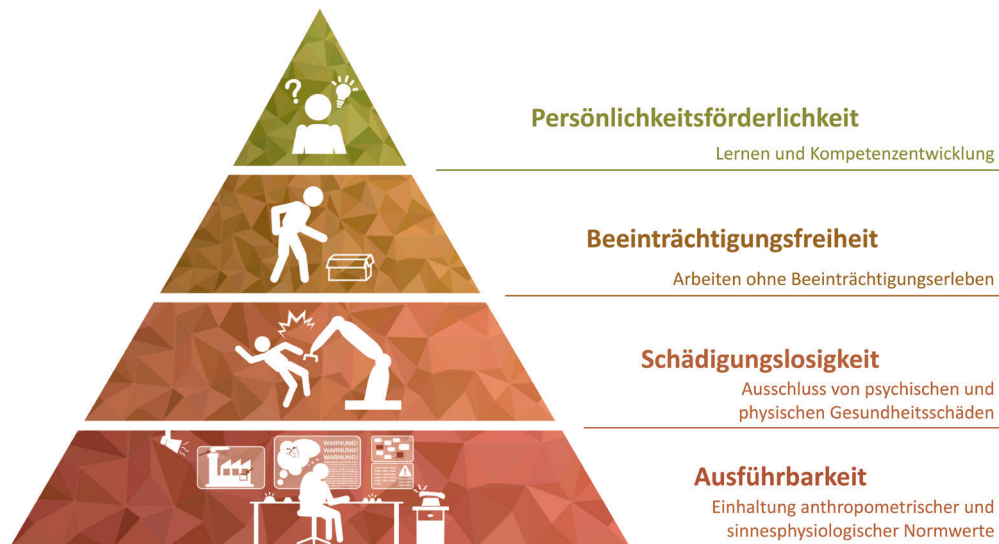 ?
Persönlichkeitsförderlichkeit
Lernen und Kompetenzentwicklung
Beeinträchtigungsfreiheit
Arbeiten ohne Beeinträchtigungserleben
Schädigungslosigkeit
Ausschluss von psychischen und
physischen Gesundheitsschäden
WARNUNG!
WARNUNG!
WARNUNG!
Ausführbarkeit
Einhaltung anthropometrischer und
sinnesphysiologischer Normwerte